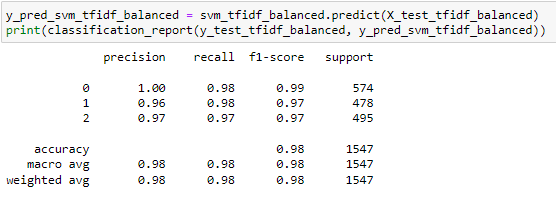 y_pred_svm_tfidf_balanced = svm_tfidf_balanced.predict(X_test_tfidf_balanced)
print(classification_report(y_test_tfidf_balanced, y_pred_svm_tfidf_balanced))
precision recall f1-score support
0 1.00 0.98 0.99 574
1 0.96 0.98 0.97 478
2 0.97 0.97 0.97 495
accuracy 0.98 1547
macro avg 0.98 0.98 0.98 1547
weighted avg 0.98 0.98 0.98 1547